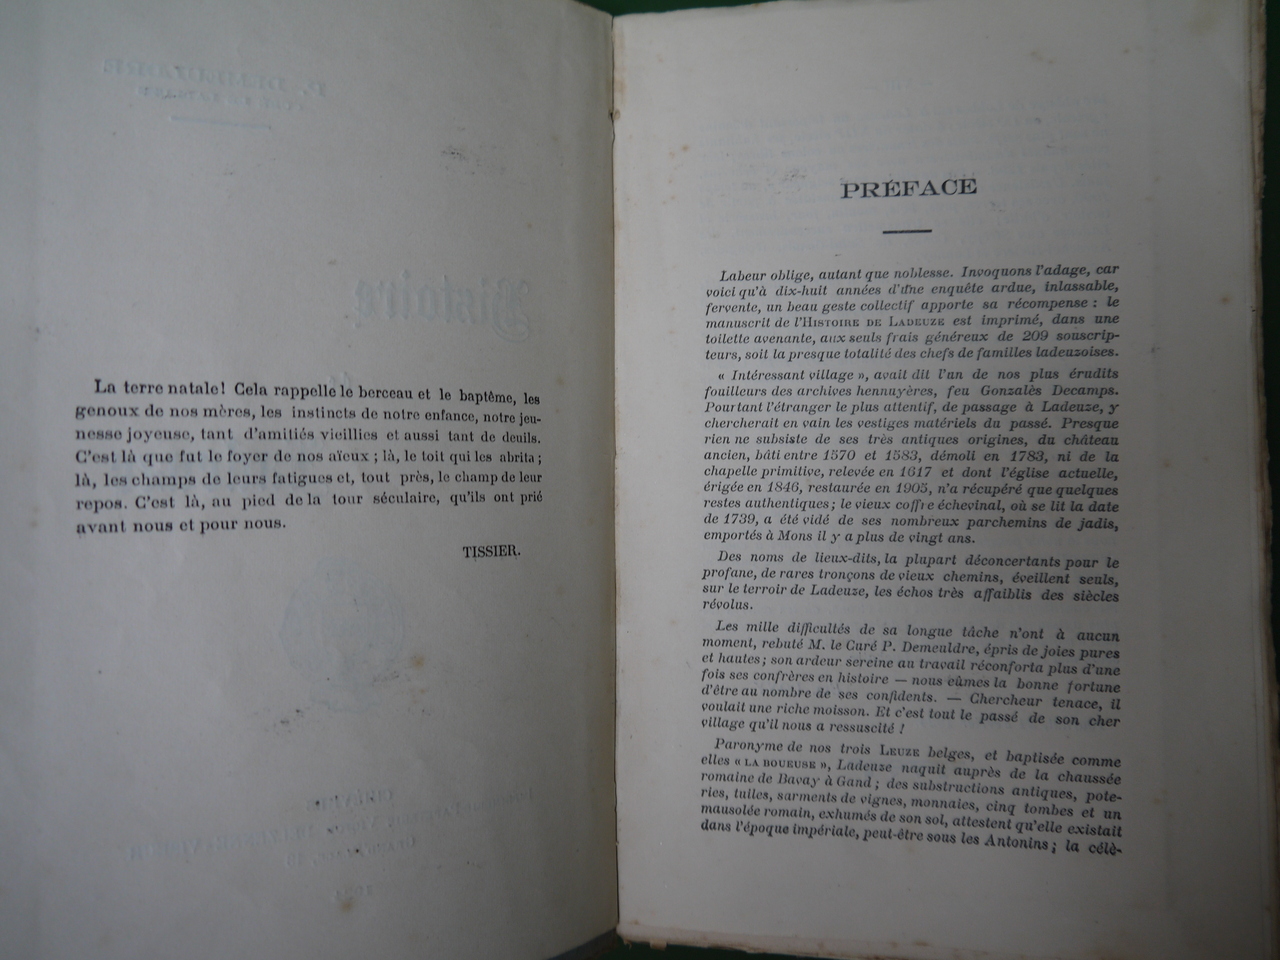 La terre natale! Cela rappelle le berceau et le baptême, les
genoux de nos mères, les instincts de notre enfance, notre jeu-
nesse joyeuse, tant d'amitiés vieillies et aussi tant de deuils.
C'est là que fut le foyer de nos aïeux ; là, le toit qui les abrita ;
là, les champs de leurs fatigues et, tout près, le champ de leur
repos. C'est là, au pied de la tour séculaire, qu'ils ont prié
avant nous et pour nous.
TISSIER.
PRÉFACE
Labeur oblige, autant que noblesse. Invoquons l'adage, car
voici qu'à dix-huit années d'une enquête ardue, inlassable,
fervente, un beau geste collectif apporte sa récompense : le
manuscrit de l'HISTOIRE DE LADEUZE est imprimé, dans une
toilette avenante, aux seuls frais généreux de 209 souscrip-
teurs, soit la presque totalité des chefs de familles ladeuzoises.
« Intéressant village », avait dit l'un de nos plus érudits
fouilleurs des archives hennuyères, feu Gonzalès Decamps.
Pourtant l'étranger le plus attentif, de passage à Ladeuze, y
chercherait en vain les vestiges matériels du passé. Presque
rien ne subsiste de ses très antiques origines, du château
ancien, bâti entre 1570 et 1583, démoli en 1783, ni de la
chapelle primitive, relevée en 1617 et dont l'église actuelle,
érigée en 1846, restaurée en 1905, n'a récupéré que quelques
restes authentiques ; le vieux coffre échevinal, où se lit la date
de 1739, a été vidé de ses nombreux parchemins de jadis,
emportés à Mons il y a plus de vingt ans.
Des noms de lieux-dits, la plupart déconcertants pour le
profane, de rares tronçons de vieux chemins, éveillent seuls,
sur le terroir de Ladeuze, les échos très affaiblis des siècles
révolus.
Les mille difficultés de sa longue tâche n'ont à aucun
moment, rebuté M. le Curé P. Demeuldre, épris de joies pures
et hautes ; son ardeur sereine au travail réconforta plus d'une
fois ses confrères en histoire — nous eûmes la bonne fortune
d'être au nombre de ses confidents. — Chercheur tenace, il
voulait une riche moisson. Et c'est tout le passé de son cher
village qu'il nous a ressuscité !
Paronyme de nos trois LEUZE belges, et baptisée comme
elles « LA BOUEUSE », Ladeuze naquit auprès de la chaussée
romaine de Bavay à Gand ; des substructions antiques, pote-
ries, tuiles, sarments de vignes, monnaies, cinq tombes et un
mausolée romain, exhumés de son sol, attestent qu'elle existait
dans l'époque impériale, peut-être sous les Antonins ; la célè-